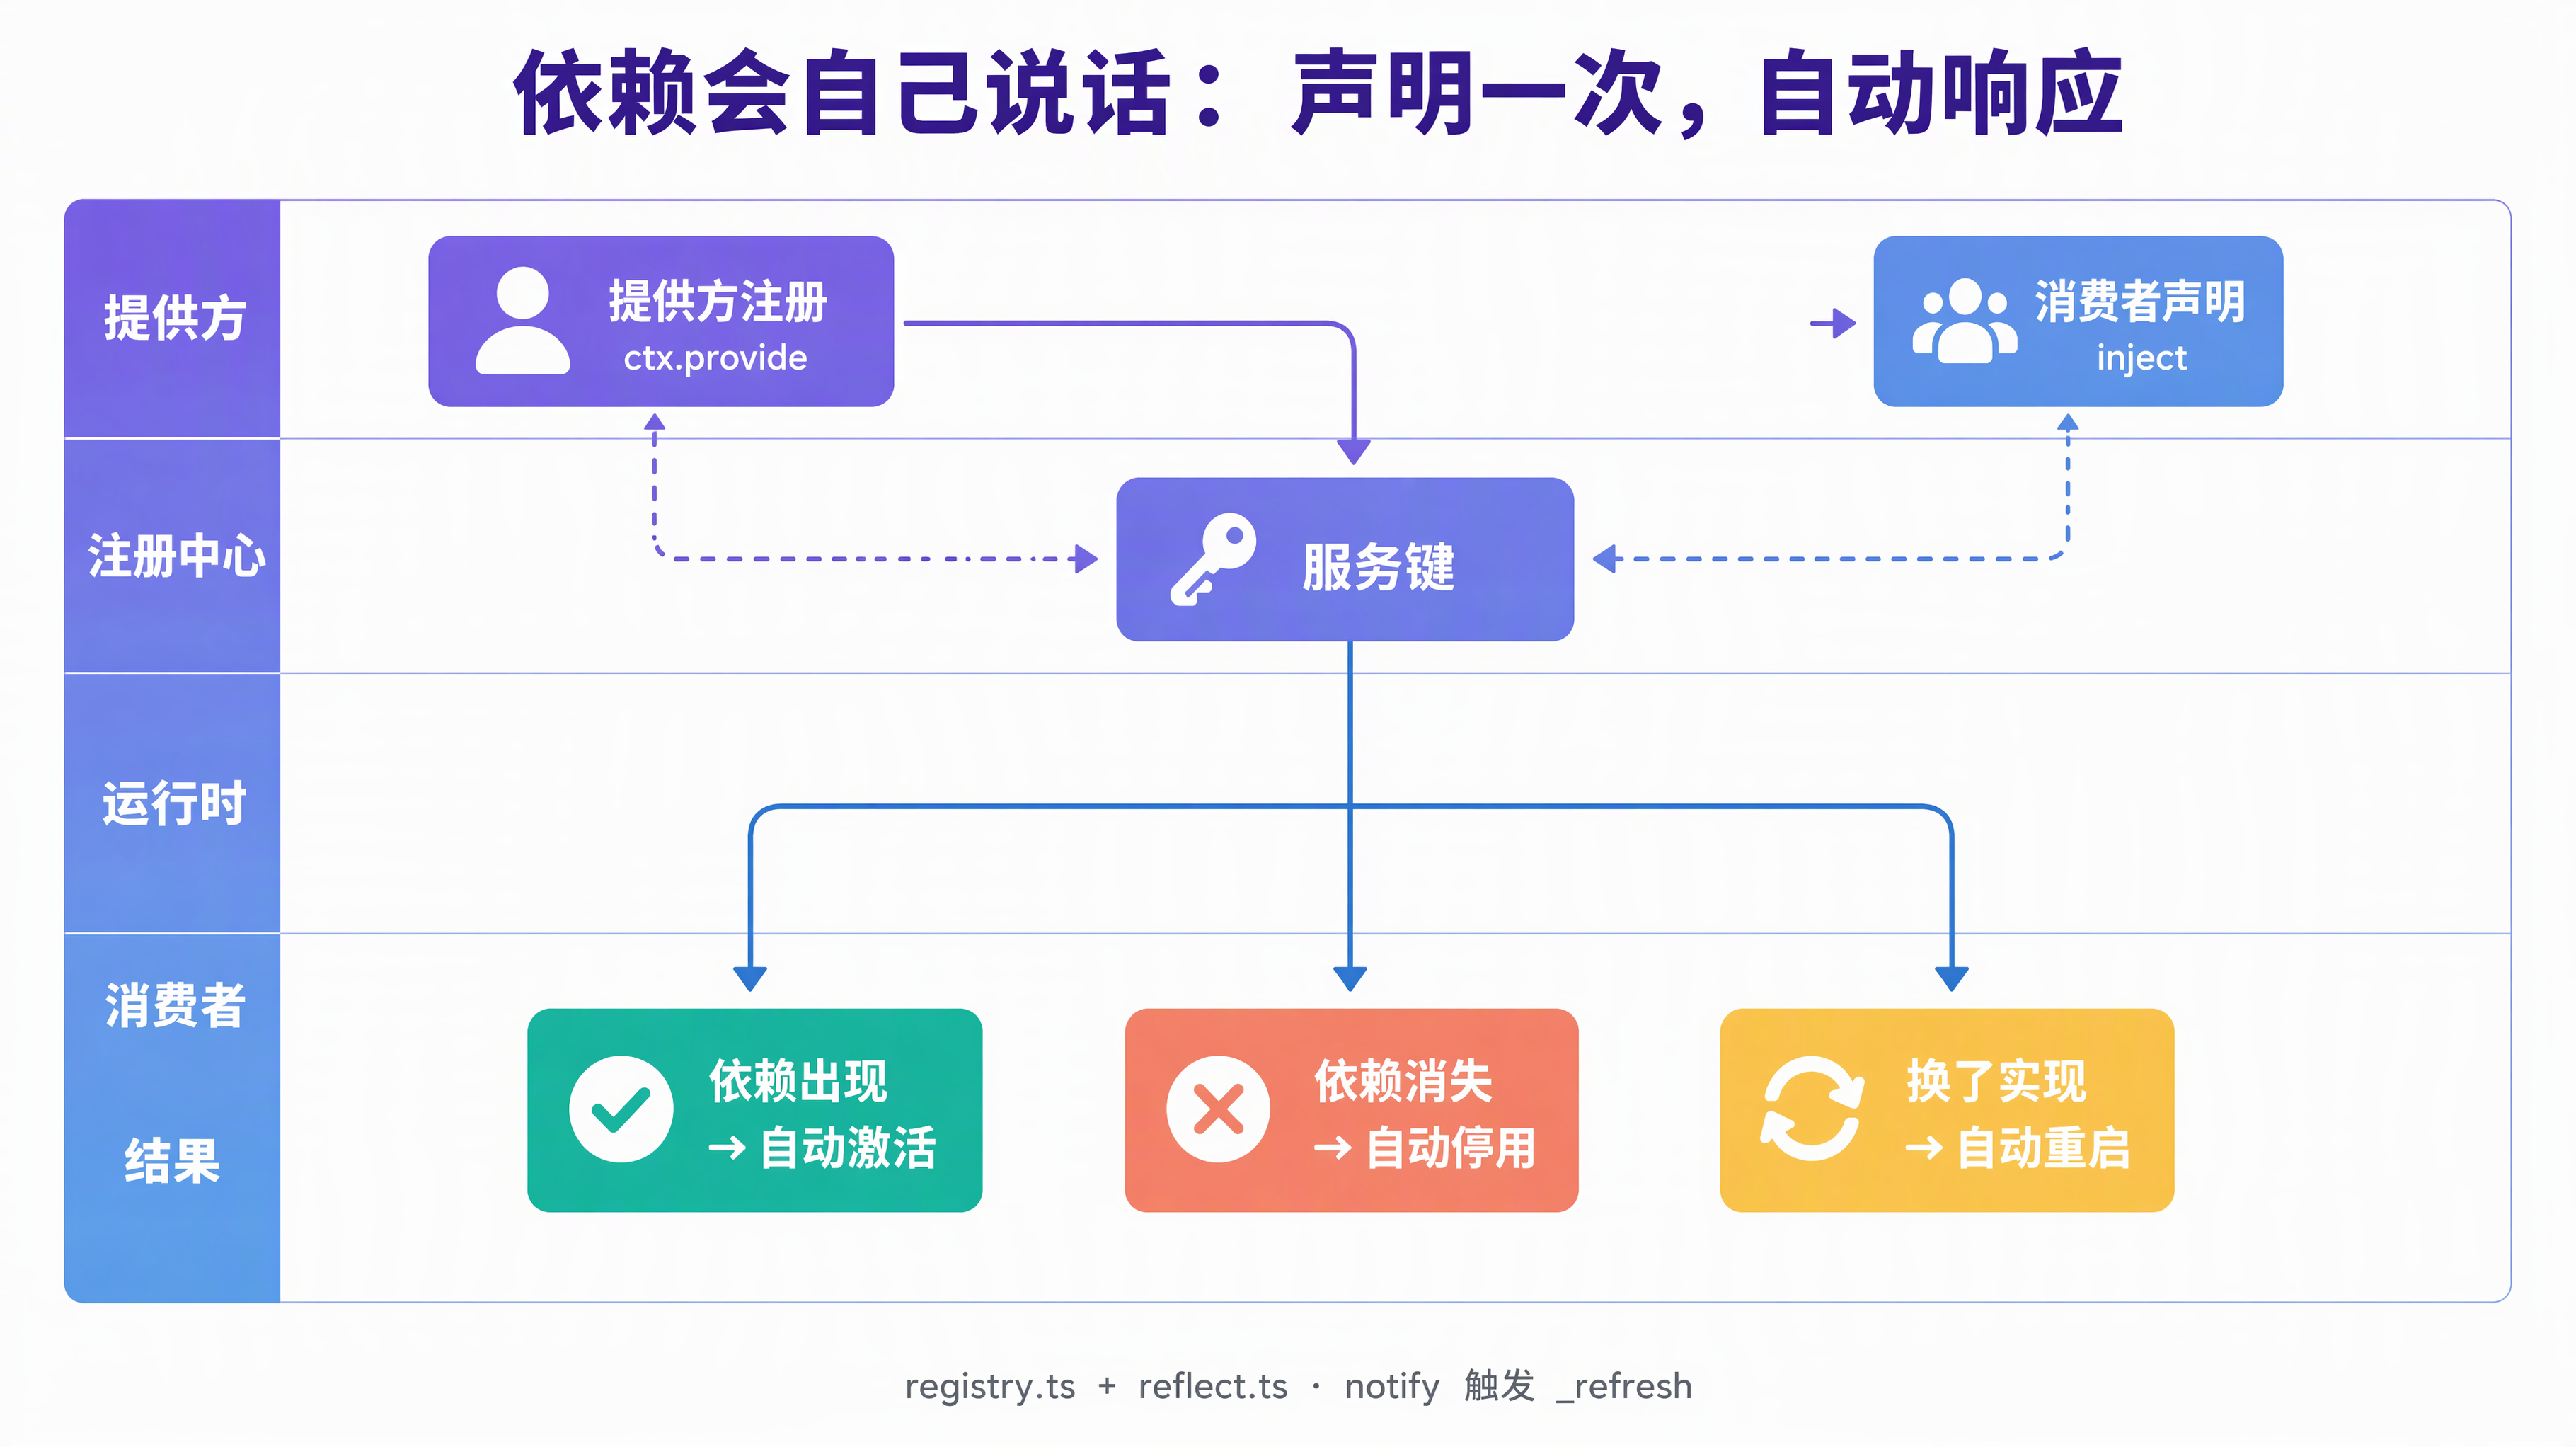 依赖会自己说话：声明一次，自动响应
提供方
提供方注册
ctx.provide
消费者声明
inject
注册中心
服务键
运行时
消费者
结果
依赖出现
→ 自动激活
依赖消失
→ 自动停用
换了实现
→ 自动重启
registry.ts + reflect.ts · notify 触发 _refresh